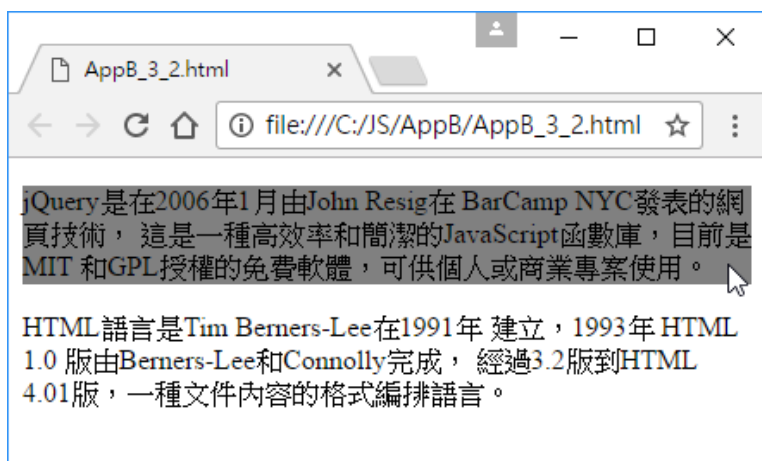 AppB_3_2.html
file:///C:/JS/AppB/AppB_3_2.html
jQuery是在2006年1月由John Resig在 BarCamp NYC發表的網
頁技術， 這是一種高效率和簡潔的JavaScript函數庫，目前是
MIT 和GPL授權的免費軟體，可供個人或商業專案使用。
HTML語言是Tim Berners-Lee在1991年 建立，1993年 HTML
1.0 版由Berners-Lee和Connolly完成， 經過3.2版到HTML
4.01版，一種文件內容的格式編排語言。